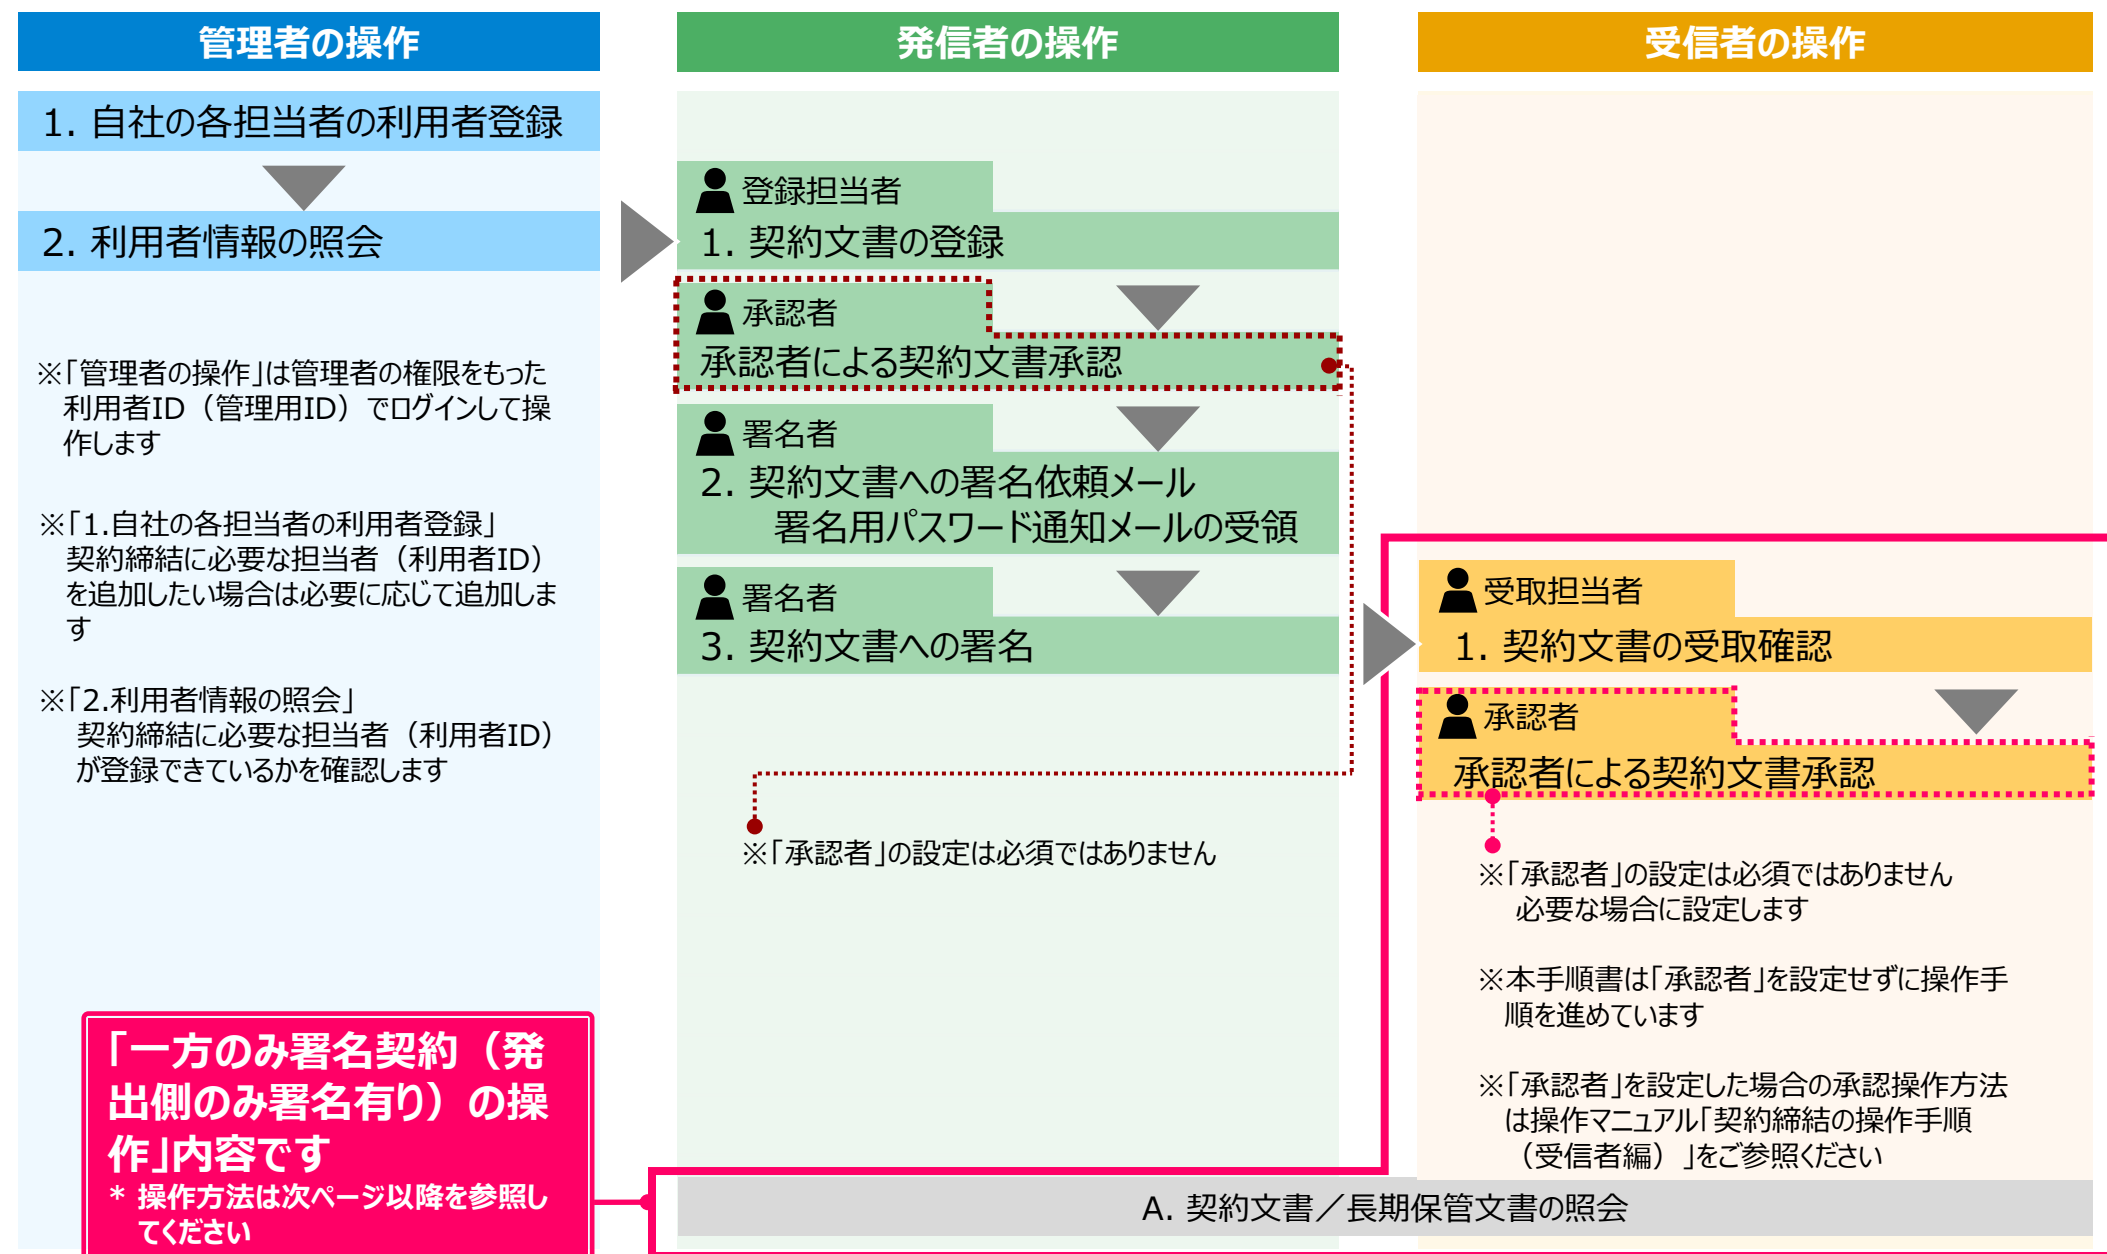 管理者の操作
1. 自社の各担当者の利用者登録
2. 利用者情報の照会
※「管理者の操作」は管理者の権限をもった
利用者ID（管理用ID）でログインして操
作します
※「1.自社の各担当者の利用者登録」
契約締結に必要な担当者（利用者ID）
を追加したい場合は必要に応じて追加しま
す
※「2.利用者情報の照会」
契約締結に必要な担当者（利用者ID）
が登録できているかを確認します
「一方のみ署名契約（発
出側のみ署名有り）の操
作」内容です
* 操作方法は次ページ以降を参照し
てください
発信者の操作
登録担当者
1. 契約文書の登録
承認者
承認者による契約文書承認
署名者
2. 契約文書への署名依頼メール
署名用パスワード通知メールの受領
署名者
3. 契約文書への署名
※「承認者」の設定は必須ではありません
受信者の操作
受取担当者
1. 契約文書の受取確認
承認者
承認者による契約文書承認
※「承認者」の設定は必須ではありません
必要な場合に設定します
※本手順書は「承認者」を設定せずに操作手
順を進めています
※「承認者」を設定した場合の承認操作方法
は操作マニュアル「契約締結の操作手順
（受信者編）」をご参照ください
A. 契約文書／長期保管文書の照会